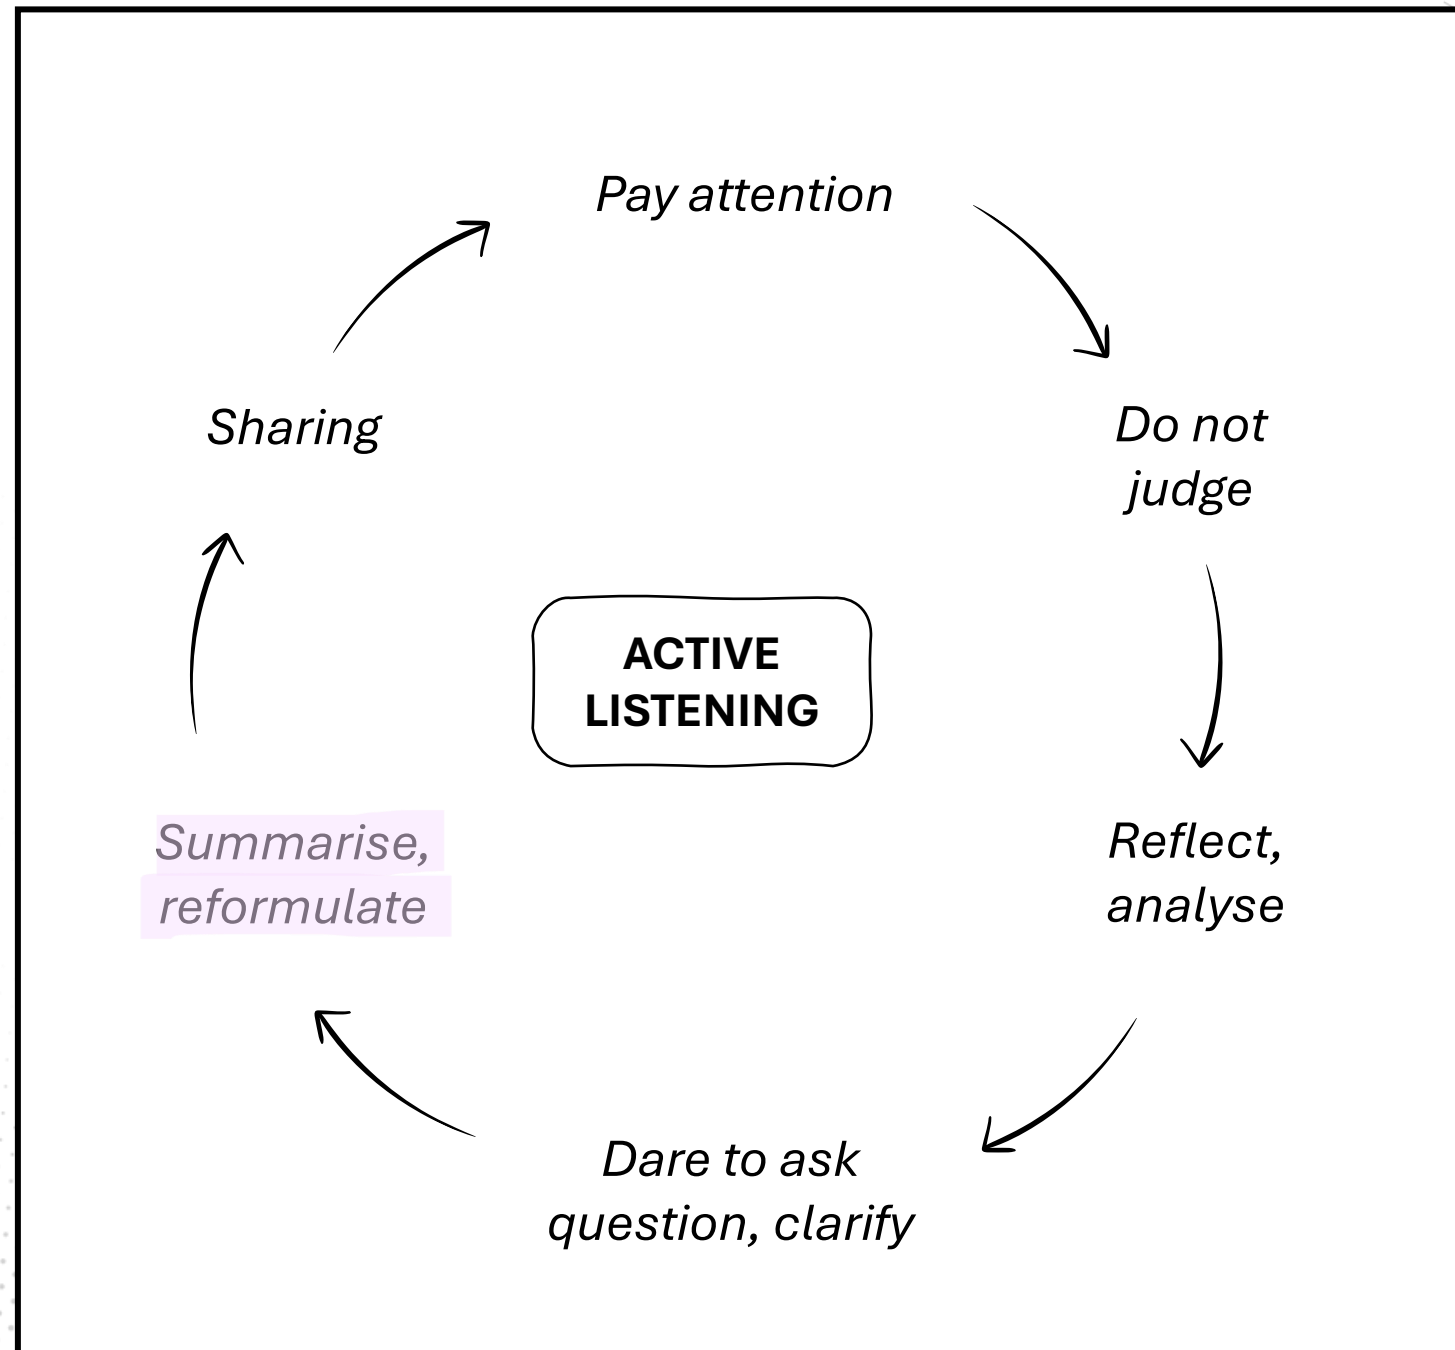 Pay attention
Do not
judge
Reflect,
analyse
Dare to ask
question, clarify
Summarise,
reformulate
Sharing
ACTIVE
LISTENING